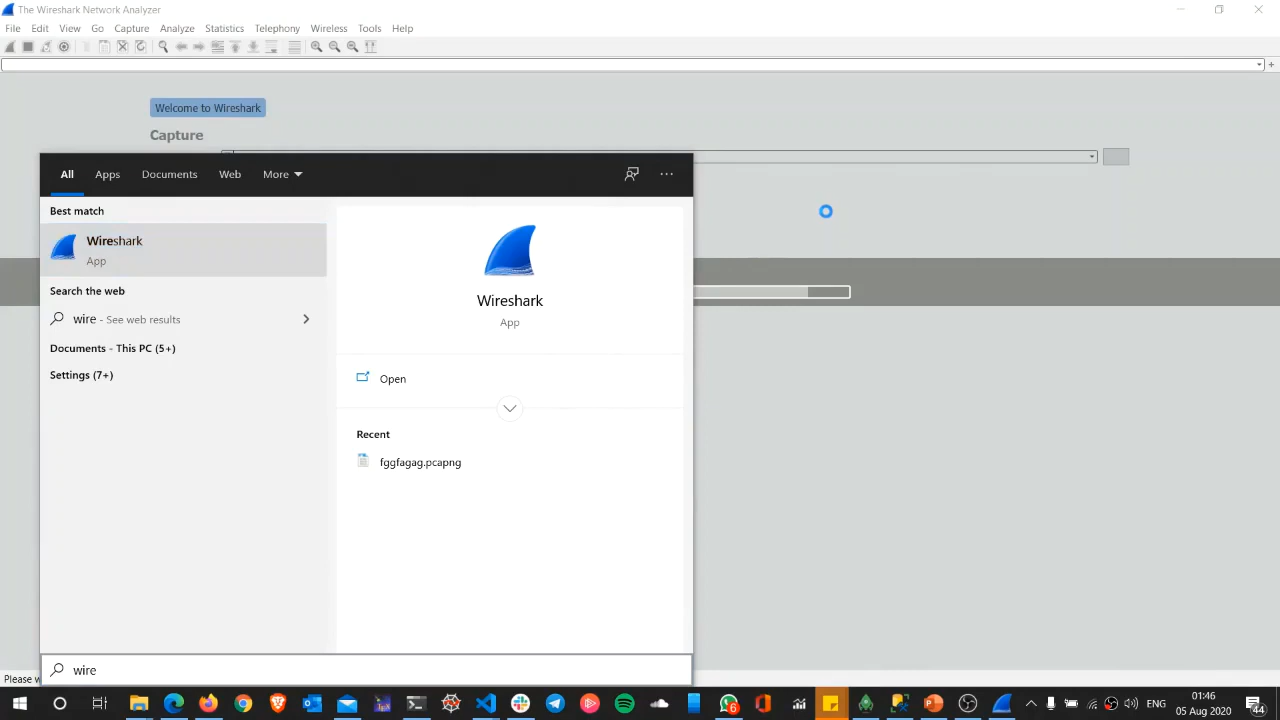 The Wireshark Network Analyzer
File Edit View Go Capture Analyze Statistics Telephony Wireless Tools Help
Welcome to Wireshark
Capture
All Apps Documents Web More
Best match
Wireshark
App
Search the web
wire - See web results
Documents - This PC (5+)
Settings (7+)
Wireshark
App
Open
Recent
fggfagag.pcapng
wire
Please
6
ENG
01:46
05 Aug 2020
44